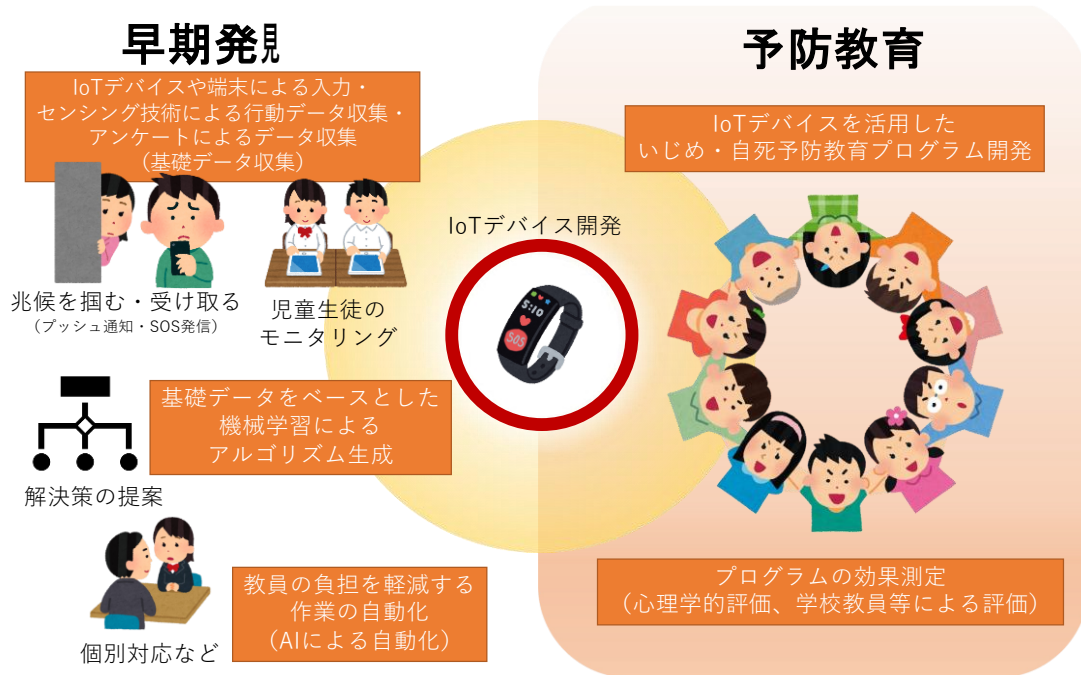 早期発見
IoTデバイスや端末による入力・
センシング技術による行動データ収集・
アンケートによるデータ収集
(基礎データ収集)
兆候を掴む・受け取る
(プッシュ通知・SOS発信)
児童生徒の
モニタリング
基礎データをベースとした
機械学習による
アルゴリズム生成
解決策の提案
教員の負担を軽減する
作業の自動化
(AIによる自動化)
個別対応など
IoTデバイス開発
5:10
SOS
予防教育
IoTデバイスを活用した
いじめ・自死予防教育プログラム開発
プログラムの効果測定
(心理学的評価、学校教員等による評価)